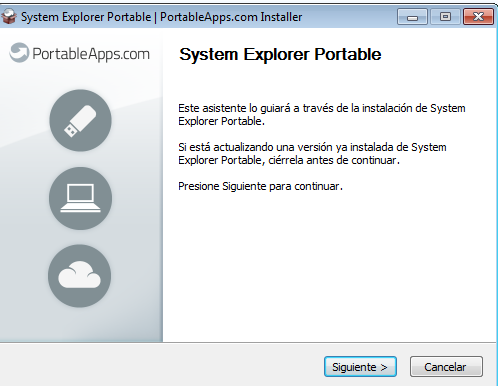 System Explorer Portable | PortableApps.com Installer
PortableApps.com
System Explorer Portable
Este asistente lo guiará a través de la instalación de System
Explorer Portable.
Si está actualizando una versión ya instalada de System
Explorer Portable, ciérrela antes de continuar.
Presione Siguiente para continuar.
Siguiente >
Cancelar